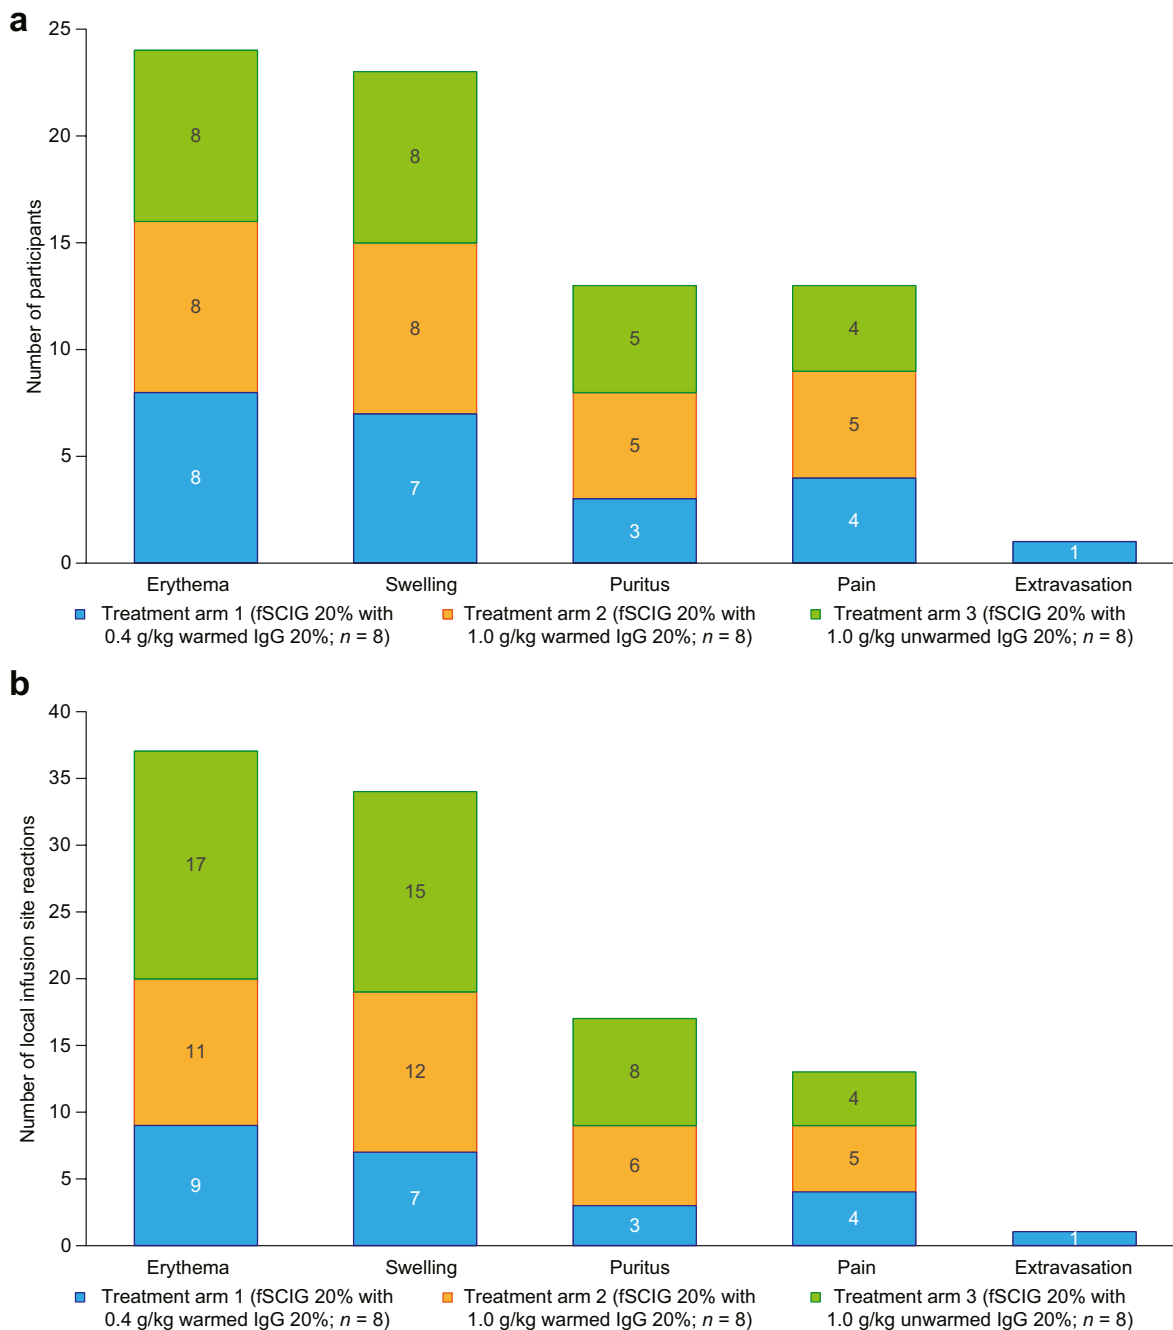 a
Number of participants
25
20
15
10
5
0
8
8
8
8
8
7
5
5
3
4
5
4
1
Erythema
Swelling
Puritus
Pain
Extravasation
Treatment arm 1 (fSCIG 20% with
0.4 g/kg warmed IgG 20%; n = 8)
Treatment arm 2 (fSCIG 20% with
1.0 g/kg warmed IgG 20%; n = 8)
Treatment arm 3 (fSCIG 20% with
1.0 g/kg unwarmed IgG 20%; n = 8)
b
Number of local infusion site reactions
40
35
30
25
20
15
10
5
0
17
11
9
15
12
7
8
6
3
4
5
4
1
Erythema
Swelling
Puritus
Pain
Extravasation
Treatment arm 1 (fSCIG 20% with
0.4 g/kg warmed IgG 20%; n = 8)
Treatment arm 2 (fSCIG 20% with
1.0 g/kg warmed IgG 20%; n = 8)
Treatment arm 3 (fSCIG 20% with
1.0 g/kg unwarmed IgG 20%; n = 8)